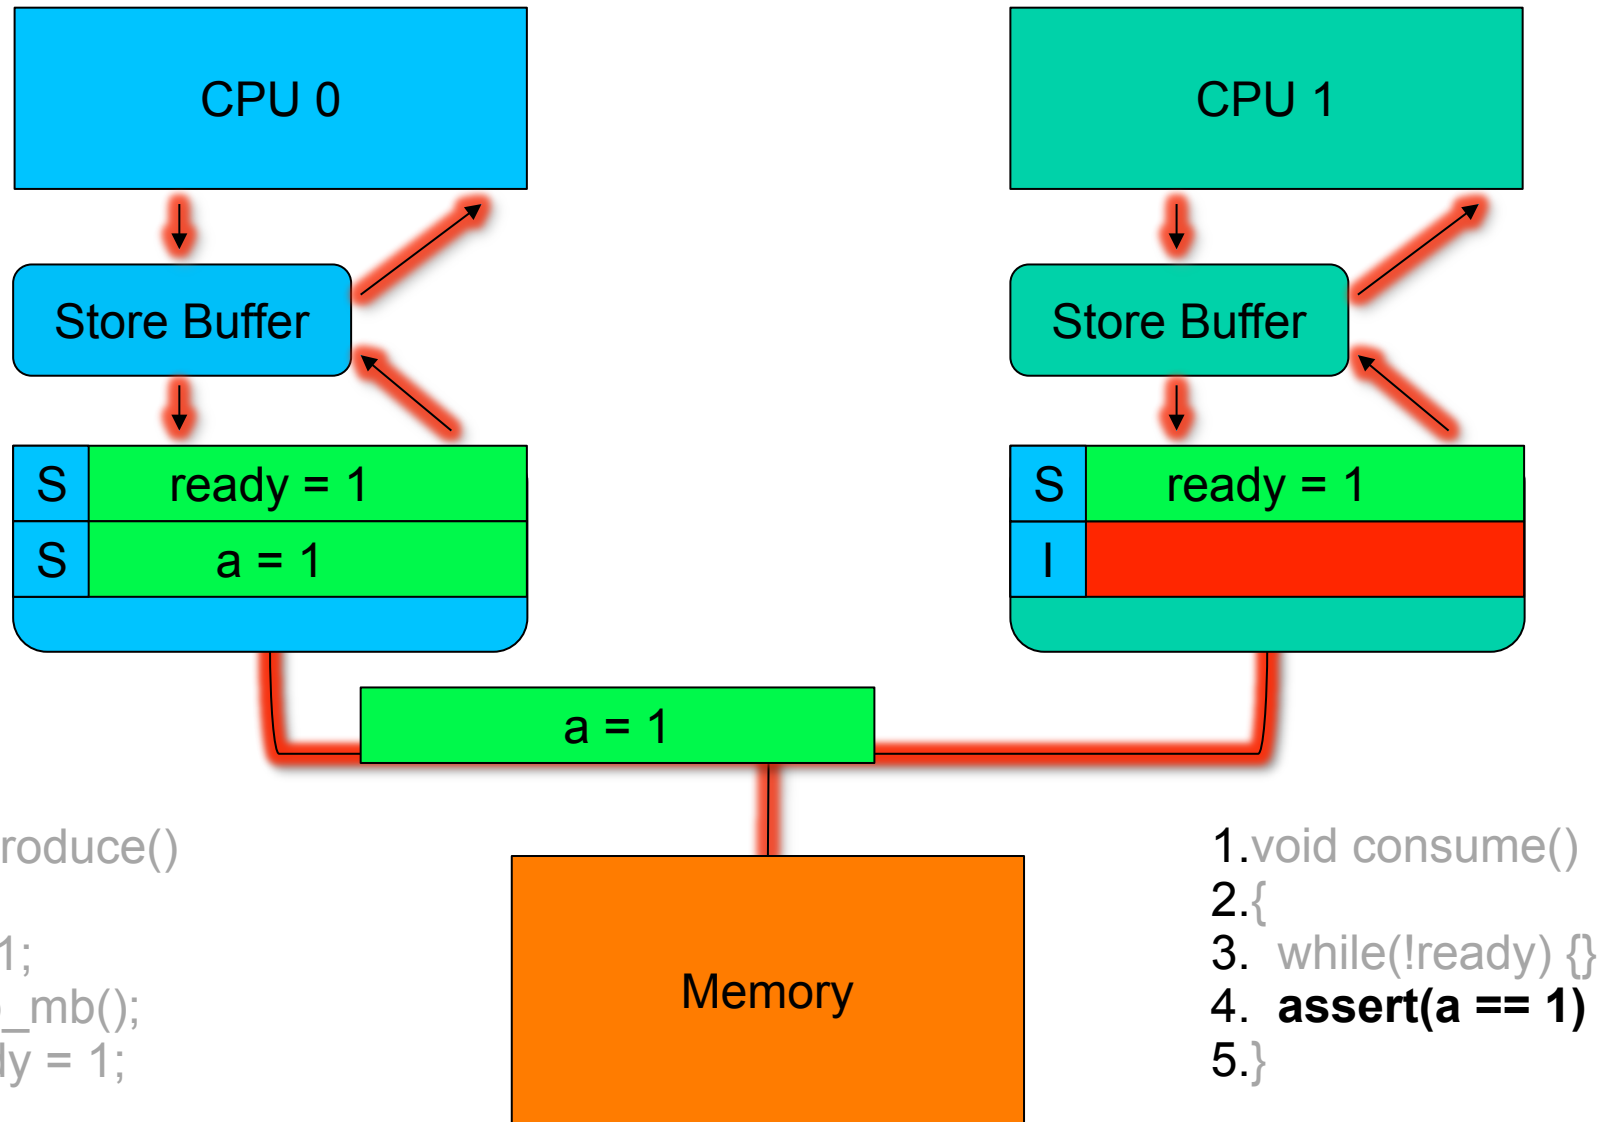 CPU 0
CPU 1
Store Buffer
Store Buffer
S ready = 1
S a = 1
S ready = 1
I
a = 1
Memory
roduce()
1;
_mb();
y = 1;
1.void consume()
2.{
3. while(!ready) {}
4. assert(a == 1)
5.}